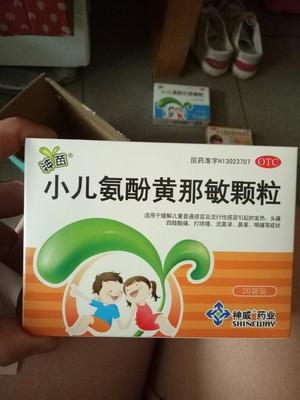 神苗
国药准字H13023707
OTC
小儿氨酚黄那敏颗粒
适用于缓解儿童普通感冒及流行性感冒引起的发热、头痛
四肢酸痛、打喷嚏、流鼻涕、鼻塞、咽痛等症状
20袋装
神威药业
SHINEWAY